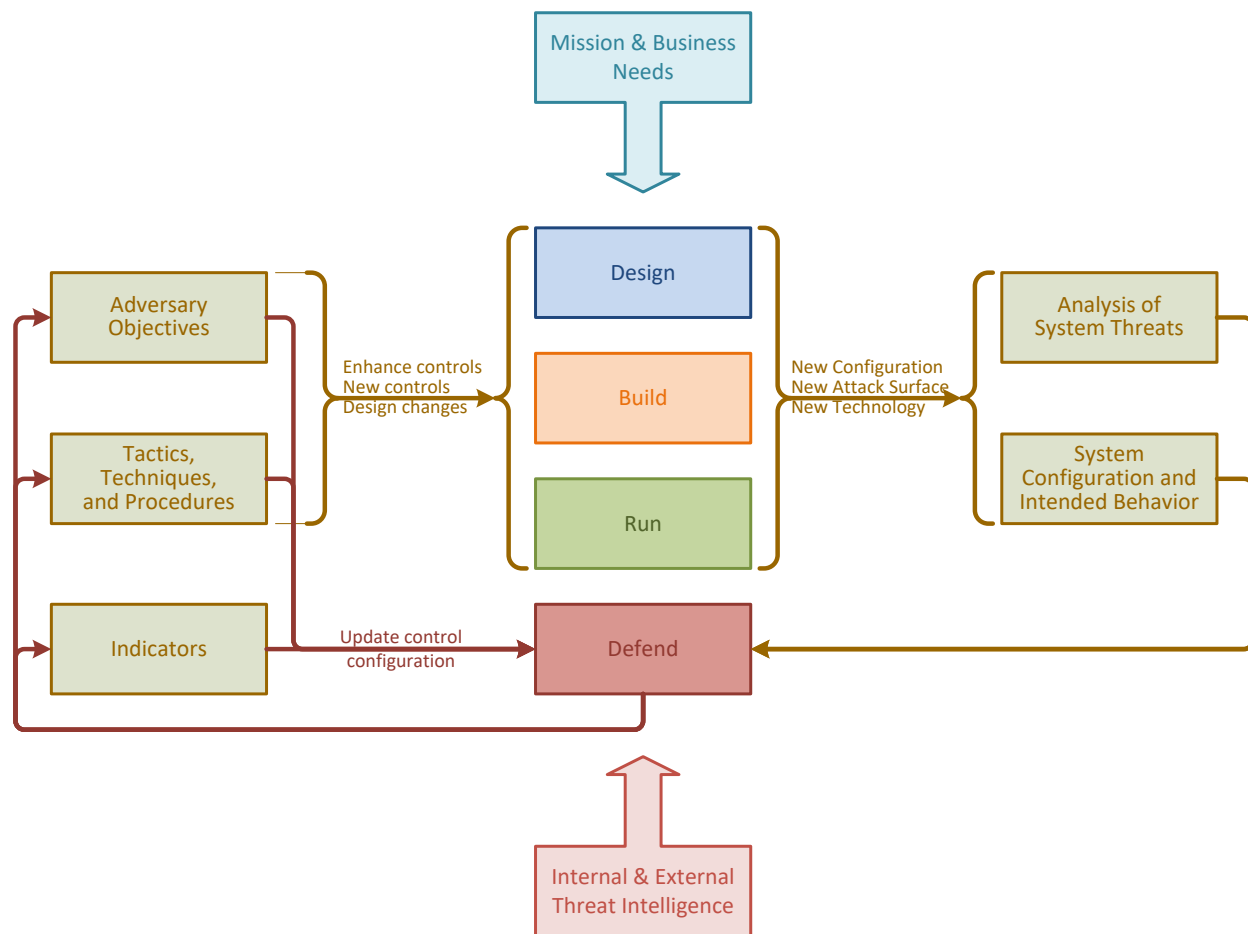 Mission & Business
Needs
Design
Adversary
Objectives
Analysis of
System Threats
Enhance controls
New controls
Design changes
Build
New Configuration
New Attack Surface
New Technology
Tactics,
Techniques,
and Procedures
System
Configuration and
Intended Behavior
Run
Indicators
Update control
configuration
Defend
Internal & External
Threat Intelligence